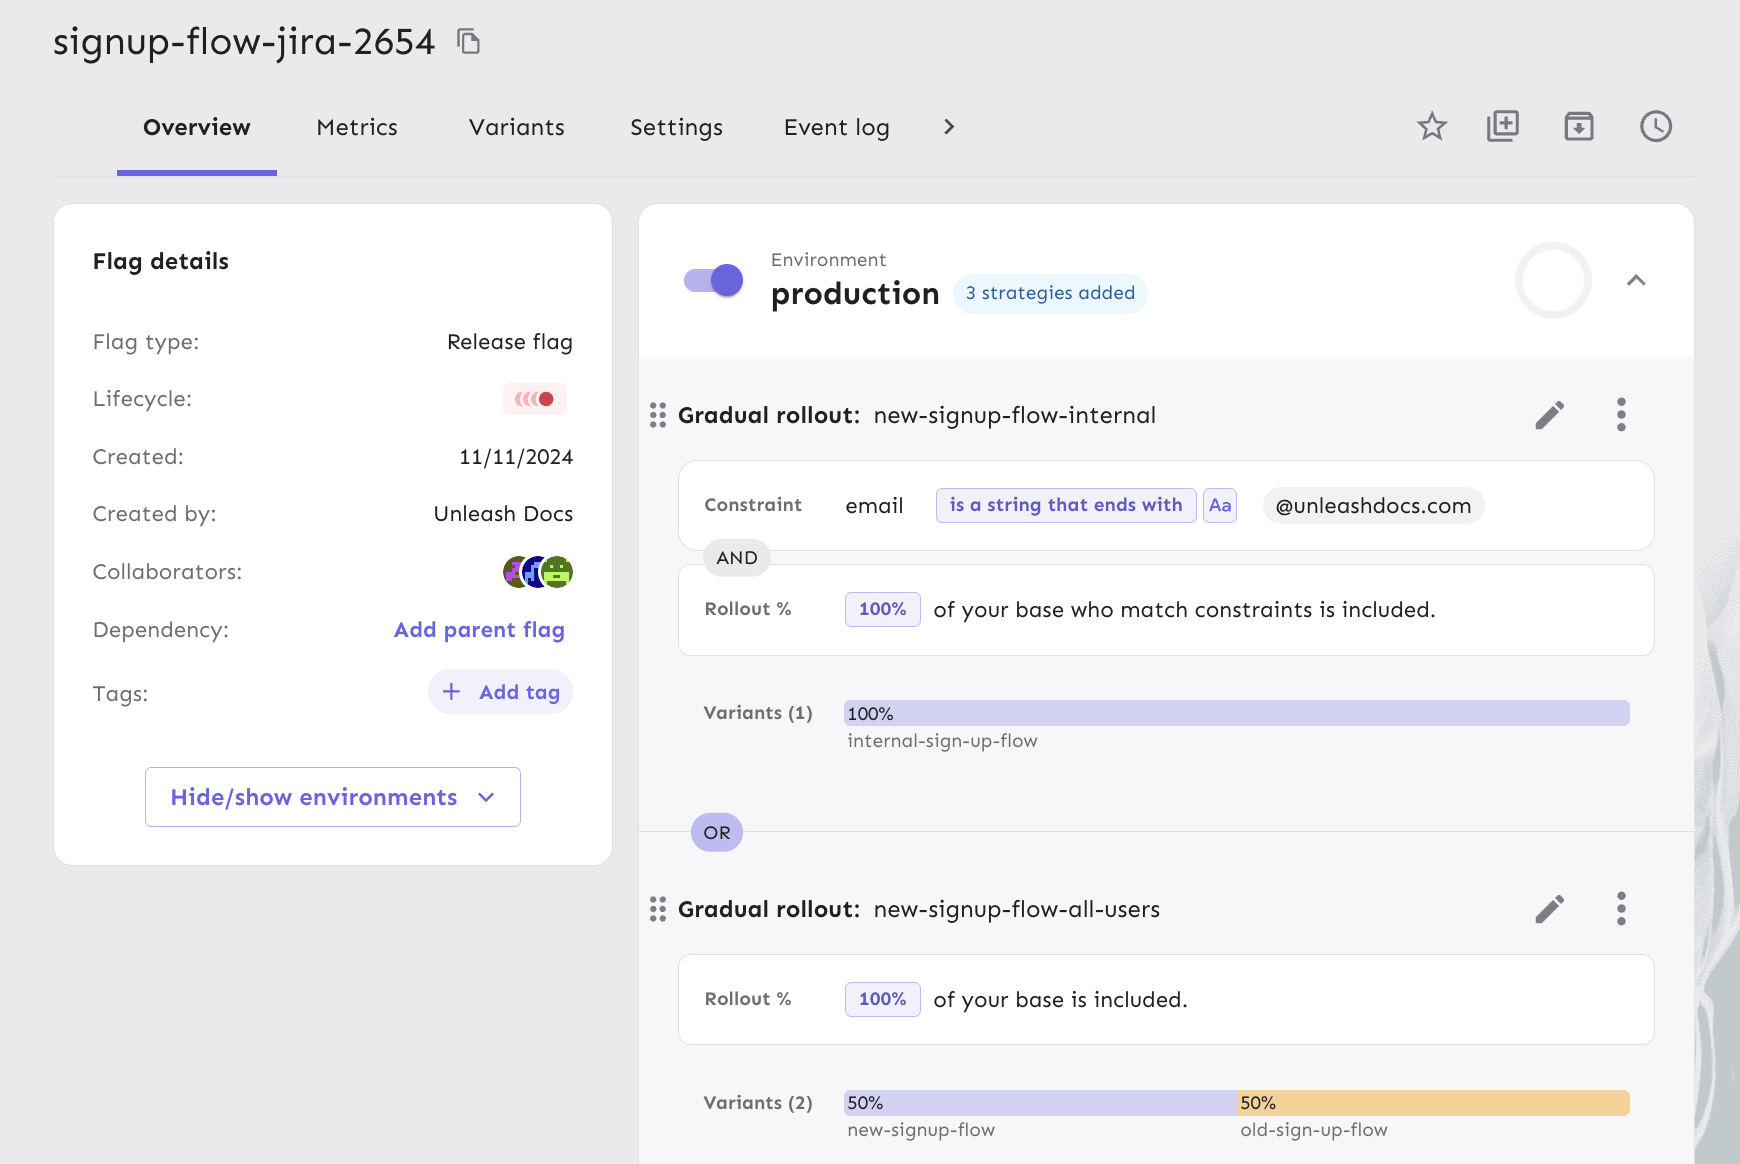 signup-flow-jira-2654
Overview Metrics Variants Settings Event log
Flag details
Flag type: Release flag
Lifecycle:
Created: 11/11/2024
Created by: Unleash Docs
Collaborators:
Dependency: Add parent flag
Tags: + Add tag
Hide/show environments
Environment
production 3 strategies added
Gradual rollout: new-signup-flow-internal
Constraint email is a string that ends with Aa @unleashdocs.com
AND
Rollout % 100% of your base who match constraints is included.
Variants (1) 100%
internal-sign-up-flow
OR
Gradual rollout: new-signup-flow-all-users
Rollout % 100% of your base is included.
Variants (2) 50% 50%
new-signup-flow old-sign-up-flow